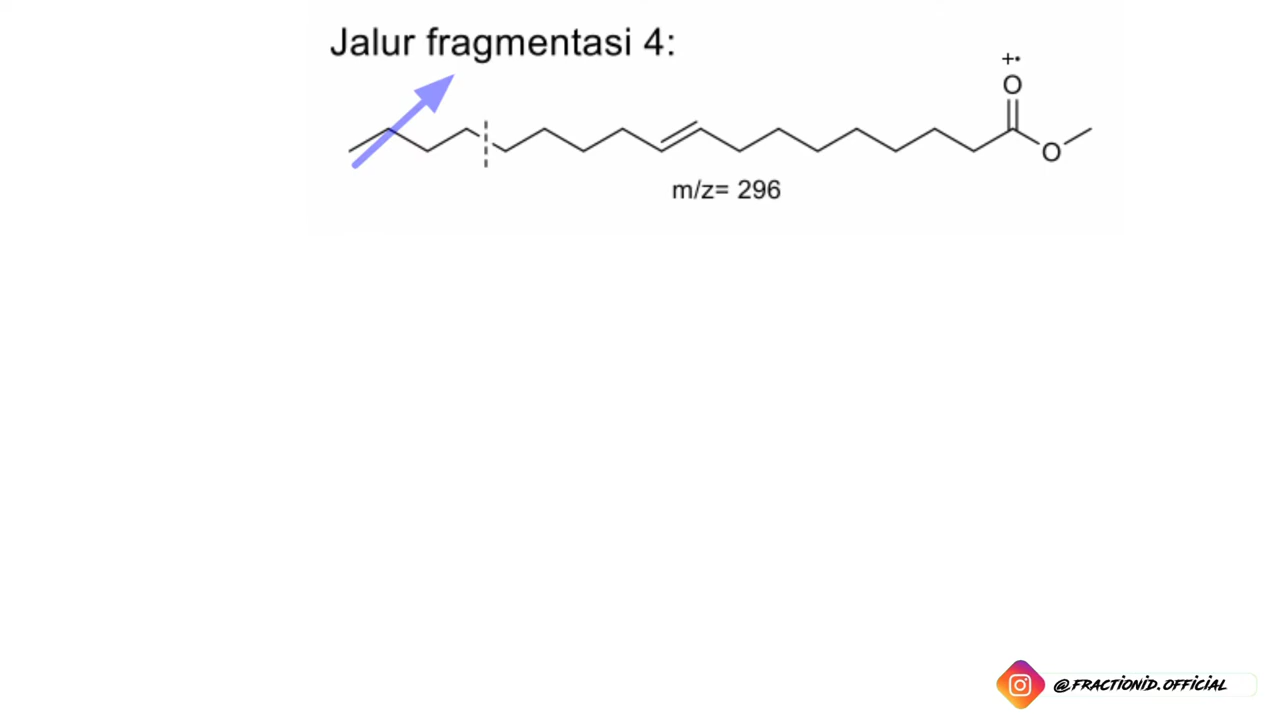 Jalur fragmentasi 4:
+•
O
O
m/z= 296
@FRACTIONID.OFFICIAL